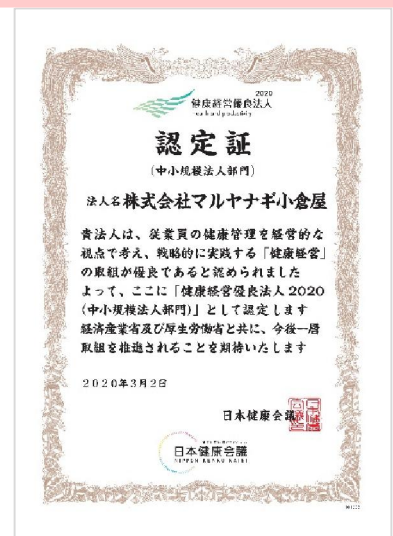 2020
健康経営優良法人
Health and productivity
認定証
(中小規模法人部門)
法人名 株式会社マルヤナギ小倉屋
貴法人は、従業員の健康管理を経営的な
視点で考え、戦略的に実践する「健康経営」
の取組が優良であると認められました
よって、ここに「健康経営優良法人2020
(中小規模法人部門)」として認定します
経済産業省及び厚生労働省と共に、今後一層
取組を推進されることを期待いたします
2020年3月2日
日本健康会議
日本健康会議
NIPPON KENKO KAIGI